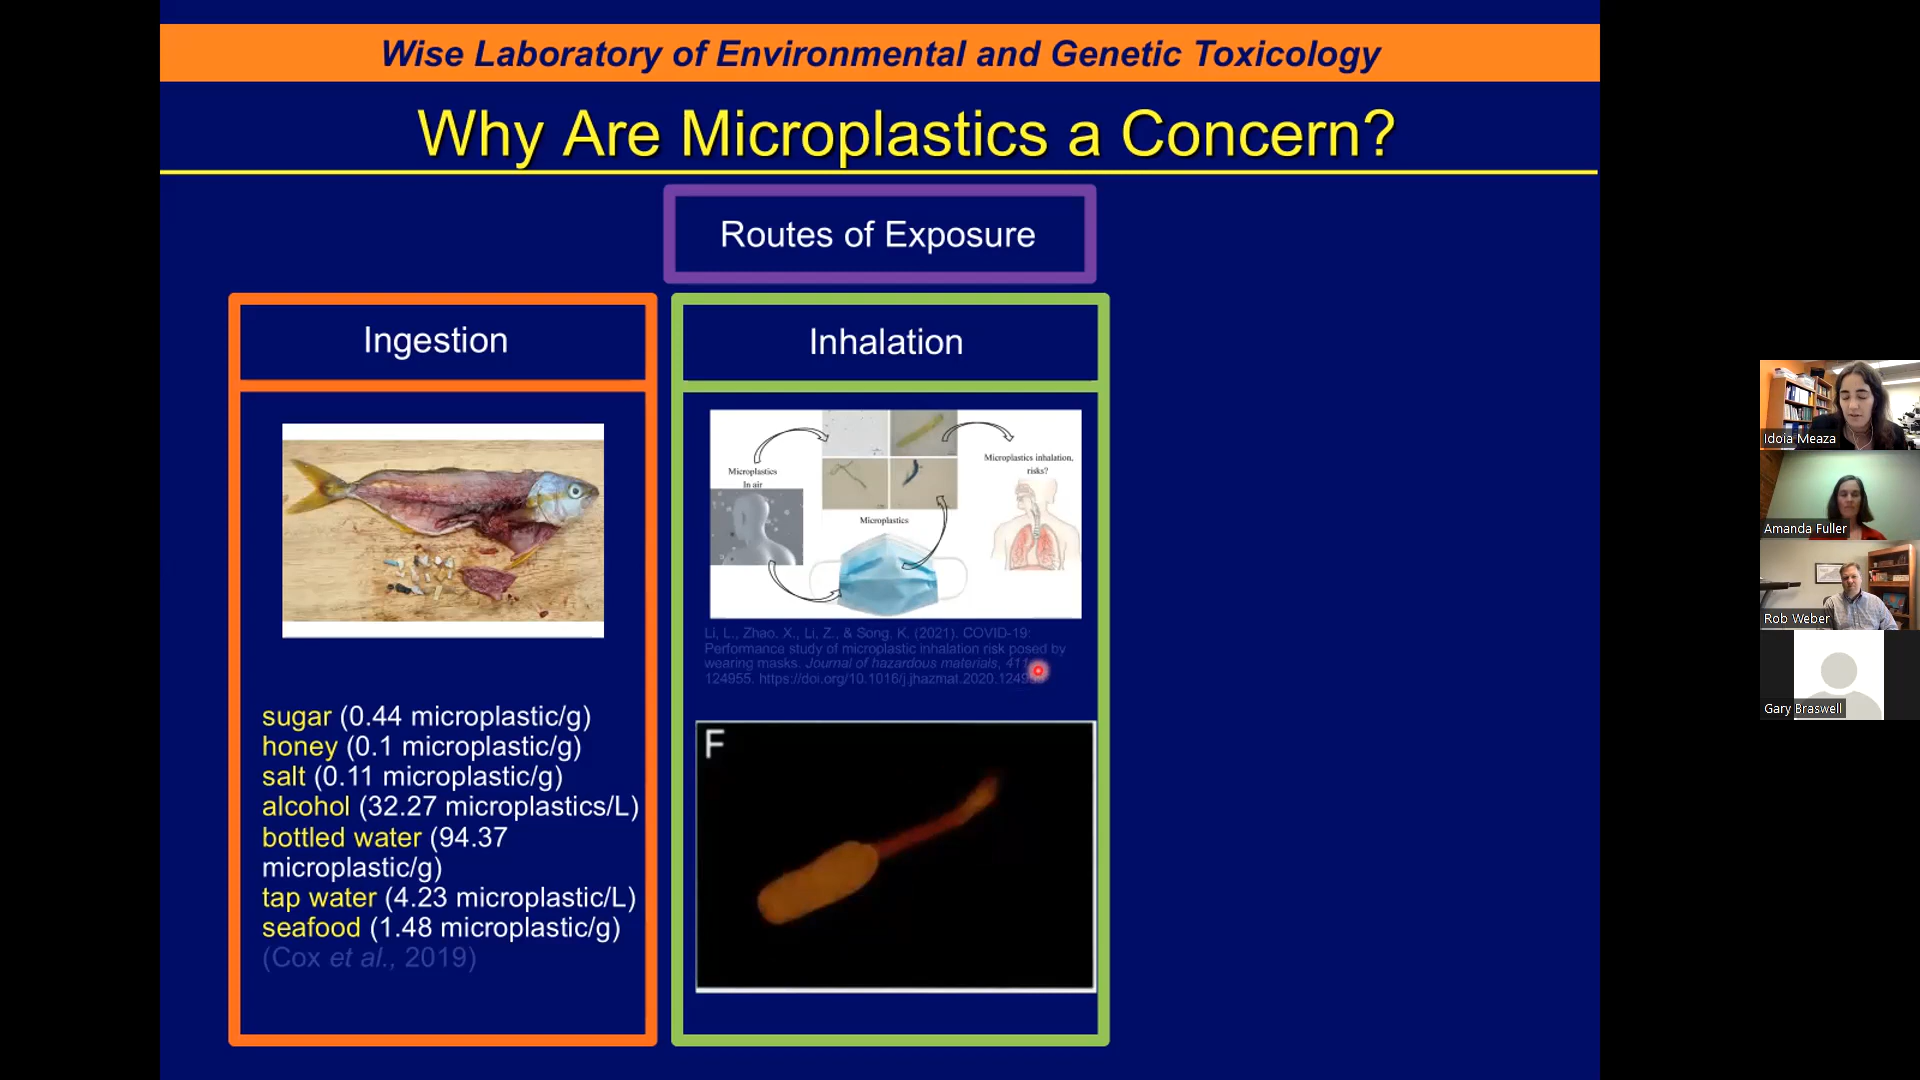 Wise Laboratory of Environmental and Genetic Toxicology
Why Are Microplastics a Concern?
Routes of Exposure
Ingestion
sugar (0.44 microplastic/g)
honey (0.1 microplastic/g)
salt (0.11 microplastic/g)
alcohol (32.27 microplastics/L)
bottled water (94.37
microplastic/g)
tap water (4.23 microplastic/L)
seafood (1.48 microplastic/g)
(Cox et al., 2019)
Inhalation
Microplastics
In air
Microplastics
Microplastics inhalation,
risks?
Li, L., Zhao, X., Li, Z., & Song, K. (2021). COVID-19:
Performance study of microplastic inhalation risk posed by
wearing masks. Journal of hazardous materials, 411
124955. https://doi.org/10.1016/j.jhazmat.2020.1249
F
Idoia Meaza
Amanda Fuller
Rob Weber
Gary Braswell